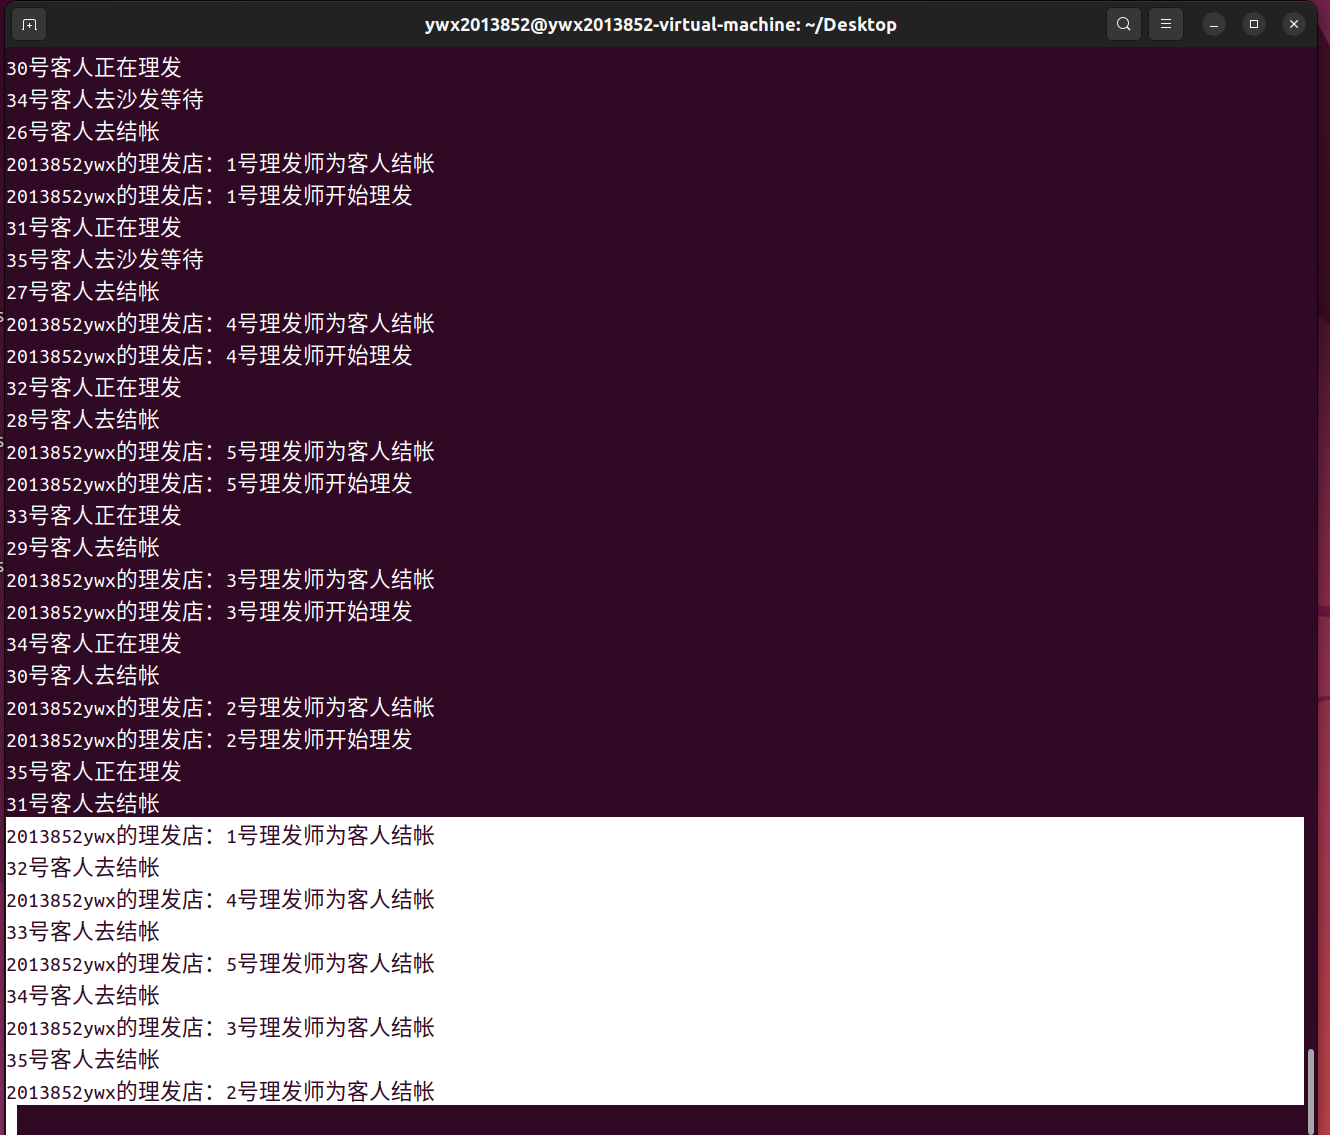 ywx2013852@ywx2013852-virtual-machine: ~/Desktop
30号客人正在理发
34号客人去沙发等待
26号客人去结帐
2013852ywx的理发店：1号理发师为客人结帐
2013852ywx的理发店：1号理发师开始理发
31号客人正在理发
35号客人去沙发等待
27号客人去结帐
2013852ywx的理发店：4号理发师为客人结帐
2013852ywx的理发店：4号理发师开始理发
32号客人正在理发
28号客人去结帐
2013852ywx的理发店：5号理发师为客人结帐
2013852ywx的理发店：5号理发师开始理发
33号客人正在理发
29号客人去结帐
2013852ywx的理发店：3号理发师为客人结帐
2013852ywx的理发店：3号理发师开始理发
34号客人正在理发
30号客人去结帐
2013852ywx的理发店：2号理发师为客人结帐
2013852ywx的理发店：2号理发师开始理发
35号客人正在理发
31号客人去结帐
2013852ywx的理发店：1号理发师为客人结帐
32号客人去结帐
2013852ywx的理发店：4号理发师为客人结帐
33号客人去结帐
2013852ywx的理发店：5号理发师为客人结帐
34号客人去结帐
2013852ywx的理发店：3号理发师为客人结帐
35号客人去结帐
2013852ywx的理发店：2号理发师为客人结帐